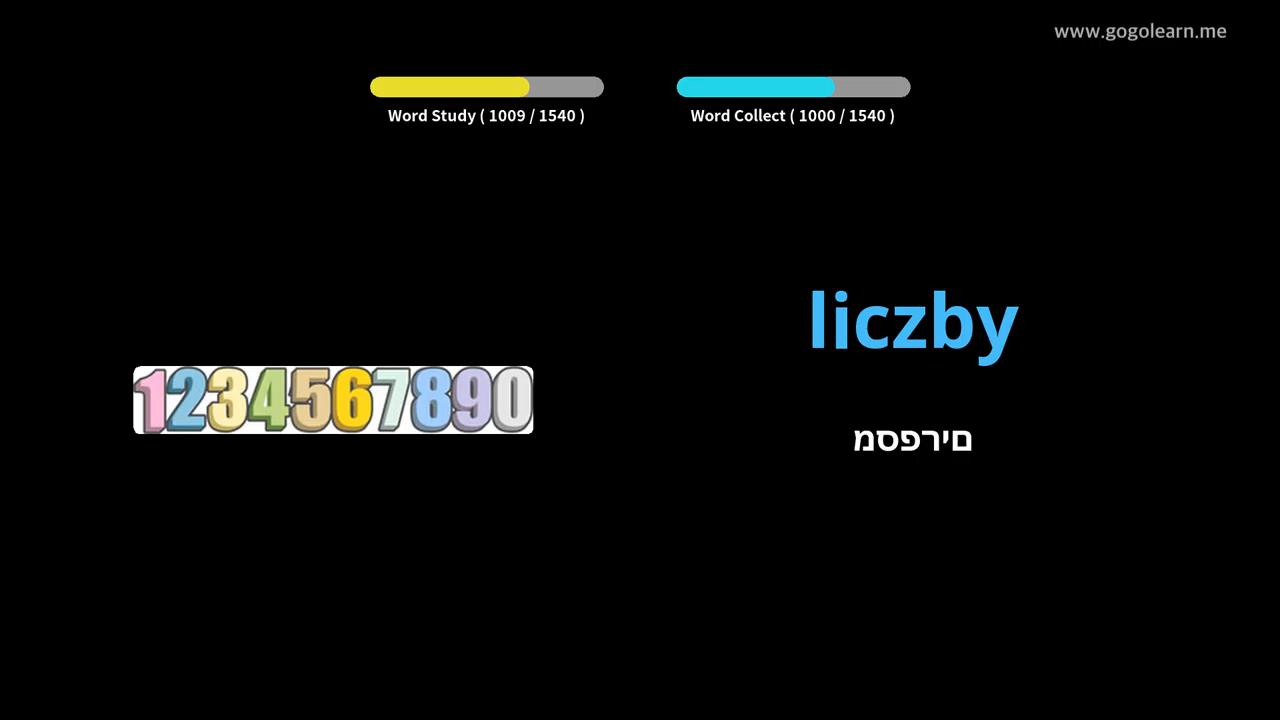 www.gogolearn.me
Word Study ( 1009 / 1540 )
Word Collect ( 1000 / 1540 )
liczby
1234567890
םירפסמ